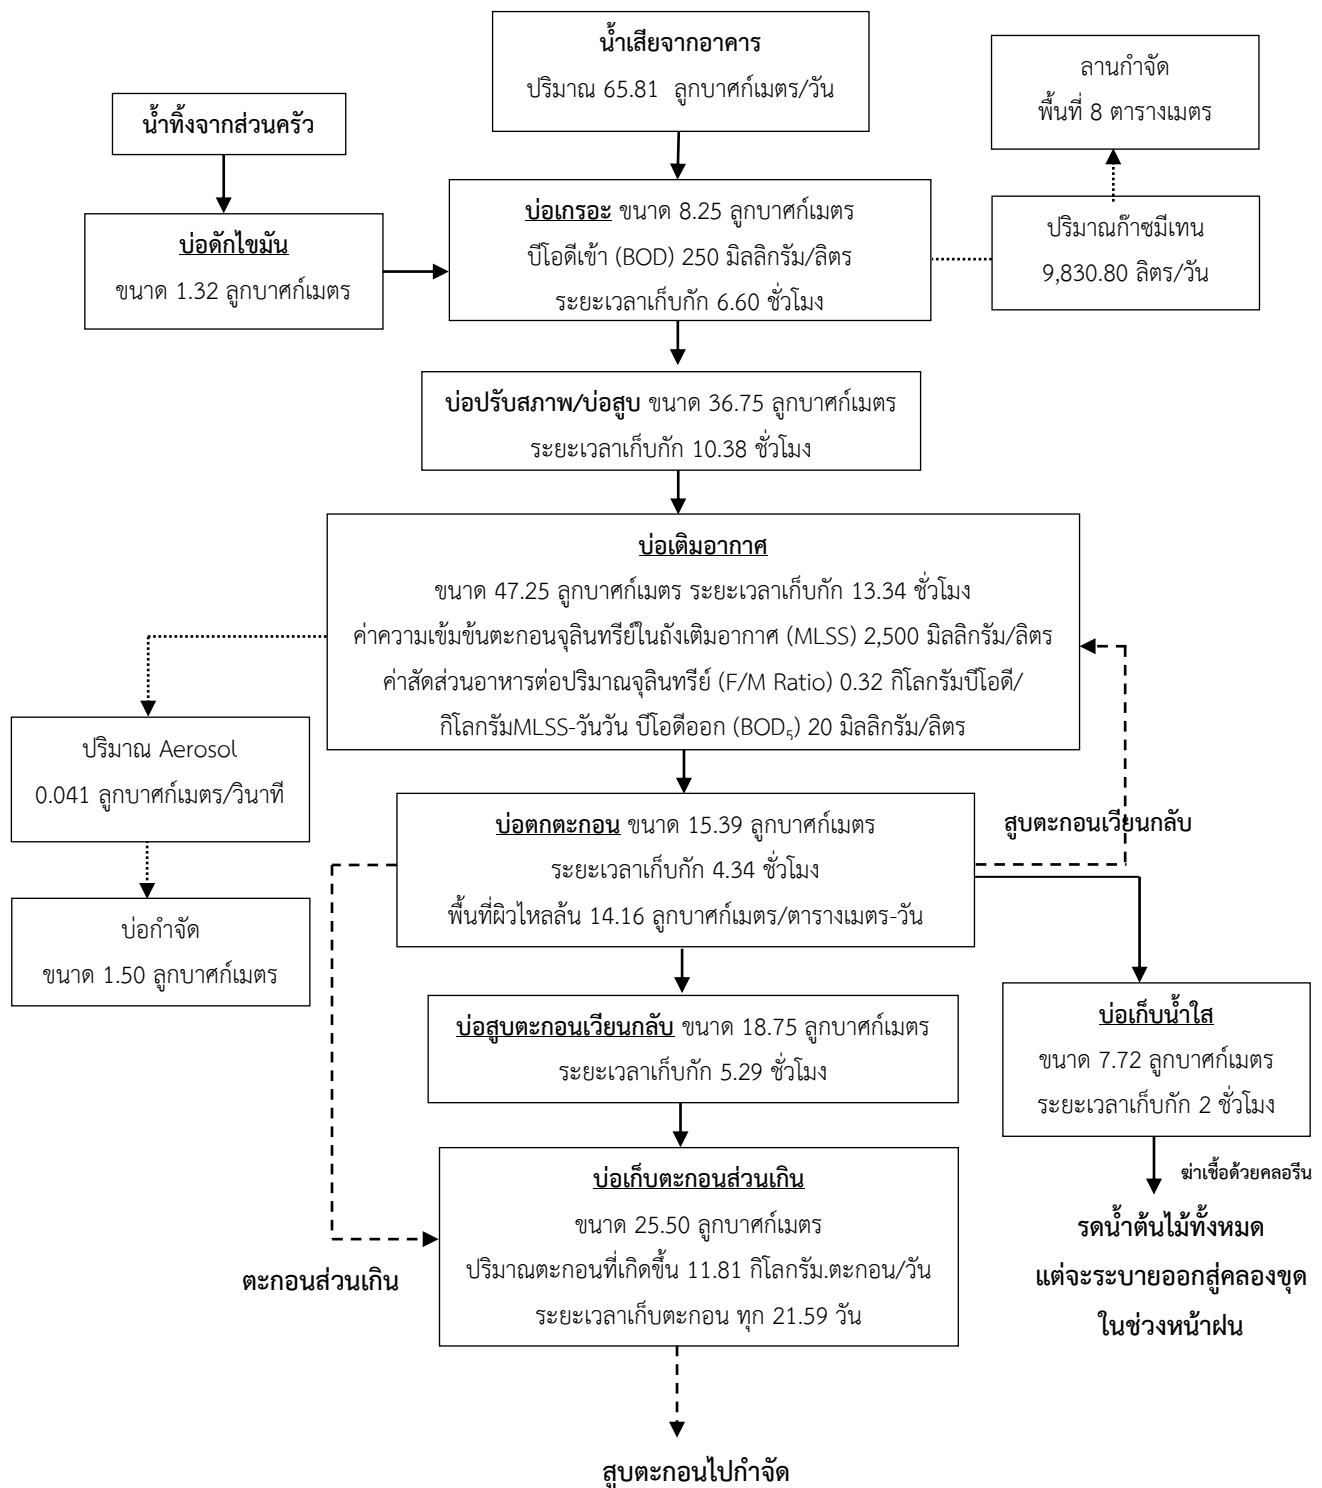 น้ำเสียจากอาคาร
ปริมาณ 65.81 ลูกบาศก์เมตร/วัน
ลานกำจัด
พื้นที่ 8 ตารางเมตร
น้ำทิ้งจากส่วนครัว
บ่อดักไขมัน
ขนาด 1.32 ลูกบาศก์เมตร
บ่อเกรอะ ขนาด 8.25 ลูกบาศก์เมตร
บีโอดีเข้า (BOD) 250 มิลลิกรัม/ลิตร
ระยะเวลาเก็บกัก 6.60 ชั่วโมง
ปริมาณก๊าซมีเทน
9,830.80 ลิตร/วัน
บ่อปรับสภาพ/บ่อสูบ ขนาด 36.75 ลูกบาศก์เมตร
ระยะเวลาเก็บกัก 10.38 ชั่วโมง
บ่อเติมอากาศ
ขนาด 47.25 ลูกบาศก์เมตร ระยะเวลาเก็บกัก 13.34 ชั่วโมง
ค่าความเข้มข้นตะกอนจุลินทรีย์ในถังเติมอากาศ (MLSS) 2,500 มิลลิกรัม/ลิตร
ค่าสัดส่วนอาหารต่อปริมาณจุลินทรีย์ (F/M Ratio) 0.32 กิโลกรัมบีโอดี/
กิโลกรัมMLSS-วันวัน บีโอดีออก (BOD₅) 20 มิลลิกรัม/ลิตร
ปริมาณ Aerosol
0.041 ลูกบาศก์เมตร/วินาที
บ่อกำจัด
ขนาด 1.50 ลูกบาศก์เมตร
บ่อตกตะกอน ขนาด 15.39 ลูกบาศก์เมตร
ระยะเวลาเก็บกัก 4.34 ชั่วโมง
พื้นที่ผิวไหลล้น 14.16 ลูกบาศก์เมตร/ตารางเมตร-วัน
สูบตะกอนเวียนกลับ
บ่อสูบตะกอนเวียนกลับ ขนาด 18.75 ลูกบาศก์เมตร
ระยะเวลาเก็บกัก 5.29 ชั่วโมง
บ่อเก็บน้ำใส
ขนาด 7.72 ลูกบาศก์เมตร
ระยะเวลาเก็บกัก 2 ชั่วโมง
ฆ่าเชื้อด้วยคลอรีน
รดน้ำต้นไม้ทั้งหมด
แต่จะระบายออกสู่คลองขุด
ในช่วงหน้าฝน
บ่อเก็บตะกอนส่วนเกิน
ขนาด 25.50 ลูกบาศก์เมตร
ปริมาณตะกอนที่เกิดขึ้น 11.81 กิโลกรัม.ตะกอน/วัน
ระยะเวลาเก็บตะกอน ทุก 21.59 วัน
ตะกอนส่วนเกิน
สูบตะกอนไปกำจัด